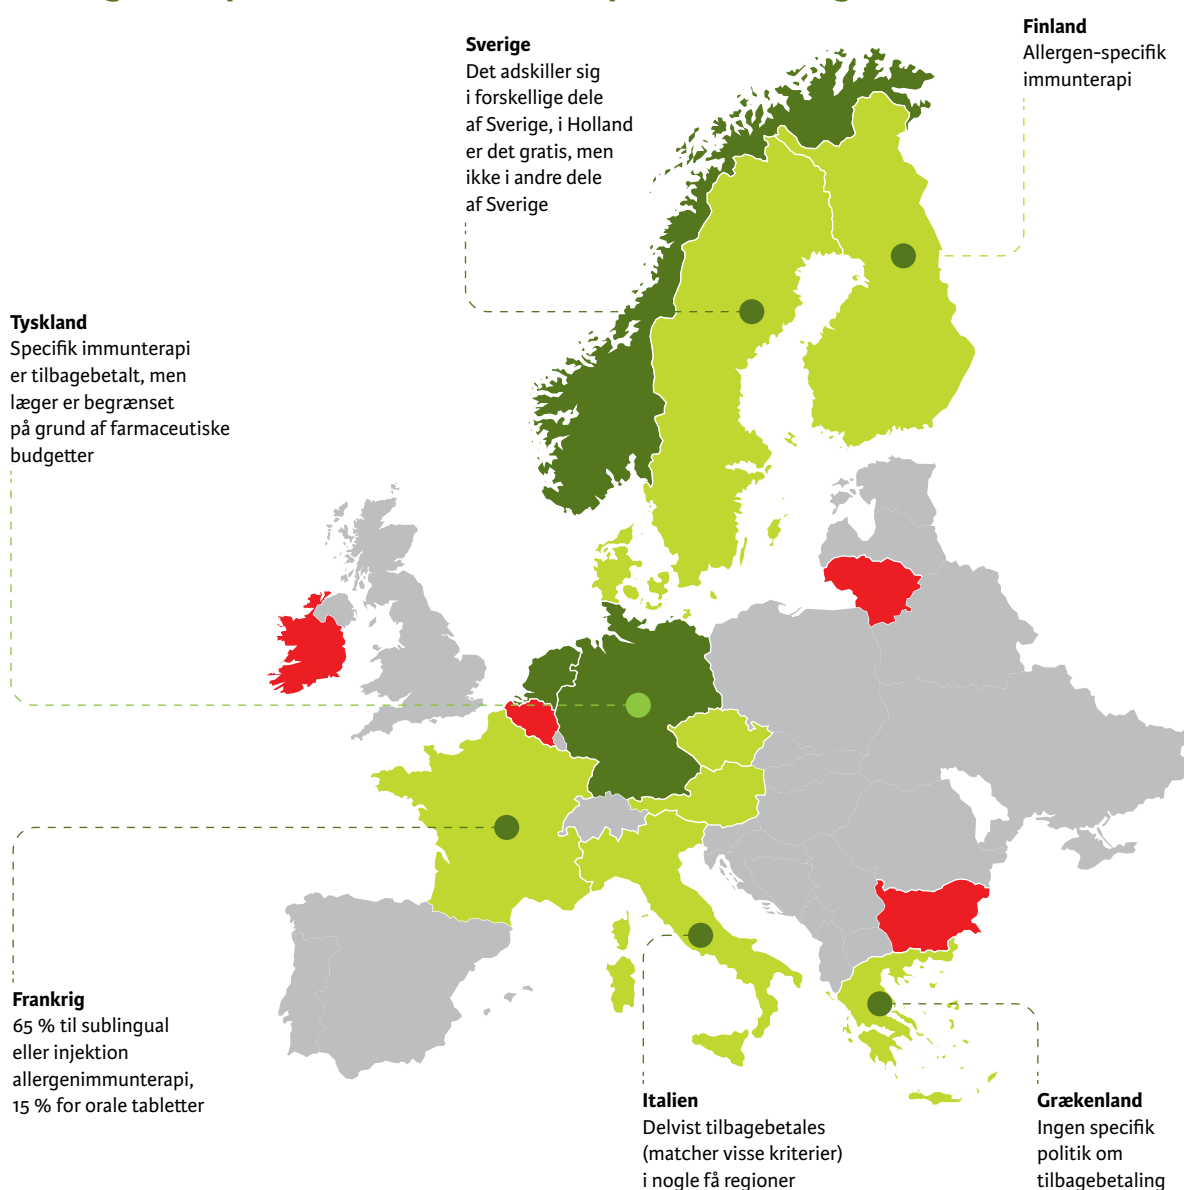 Sverige
Det adskiller sig
i forskellige dele
af Sverige, i Holland
er det gratis, men
ikke i andre dele
af Sverige
Finland
Allergen-specifik
immunterapi
Tyskland
Specifik immunterapi
er tilbagebetalt, men
læger er begrænset
på grund af farmaceutiske
budgetter
Frankrig
65 % til sublingual
eller injektion
allergenimmunterapi,
15 % for orale tabletter
Italien
Delvist tilbagebetales
(matcher visse kriterier)
i nogle få regioner
Grækenland
Ingen specifik
politik om
tilbagebetaling